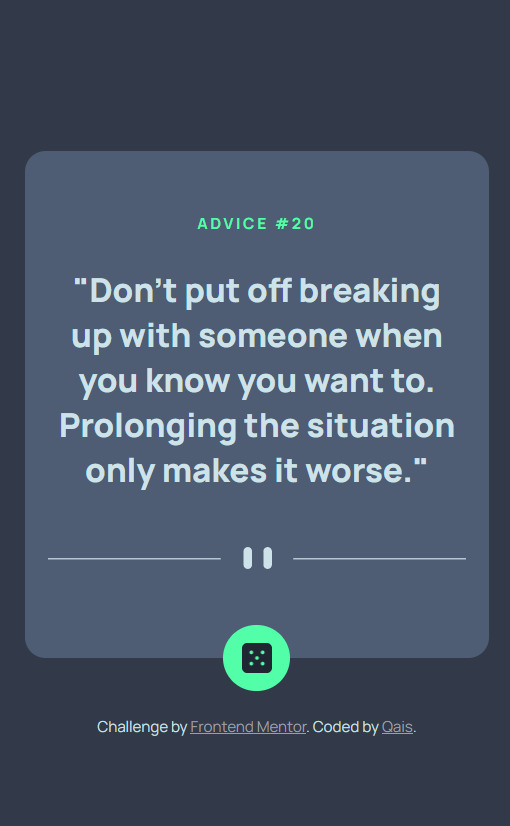 ADVICE #20
"Don’t put off breaking
up with someone when
you know you want to.
Prolonging the situation
only makes it worse."
Challenge by Frontend Mentor. Coded by Qais.